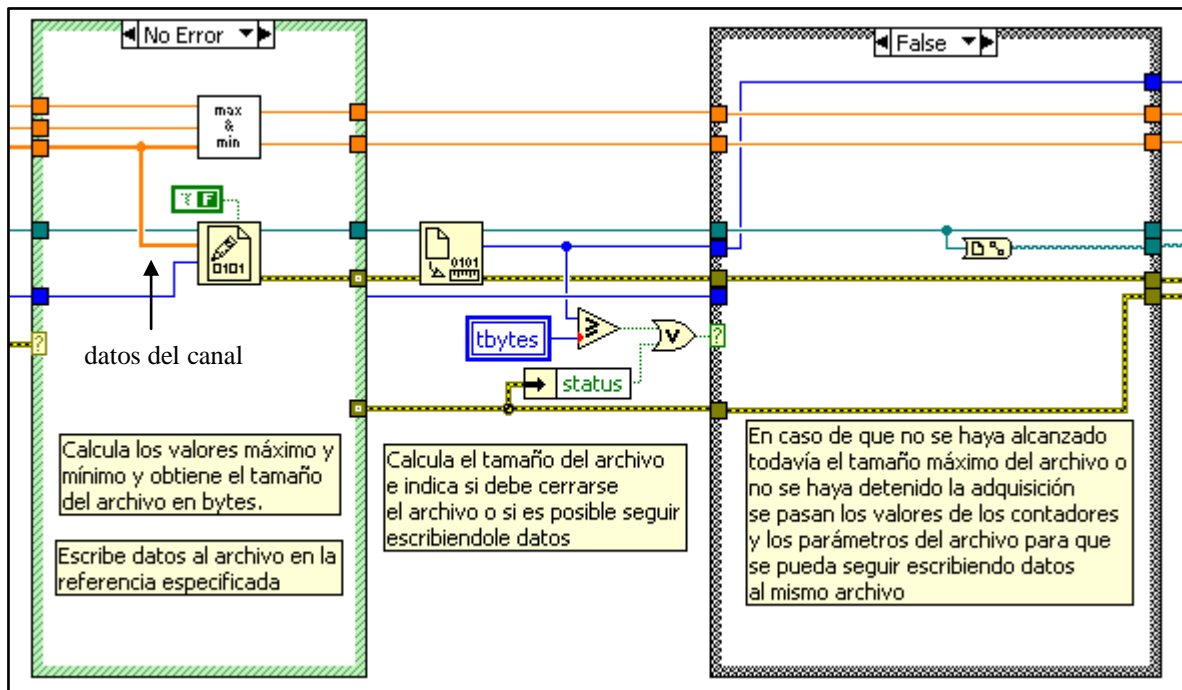 No Error
False
max
&
min
F
0101
0101
tbytes
status
?
?
datos del canal
Calcula los valores máximo y
mínimo y obtiene el tamaño
del archivo en bytes.
Escribe datos al archivo en la
referencia especificada
Calcula el tamaño del archivo
e indica si debe cerrarse
el archivo o si es posible seguir
escribiendole datos
En caso de que no se haya alcanzado
todavía el tamaño máximo del archivo o
no se haya detenido la adquisición
se pasan los valores de los contadores
y los parámetros del archivo para que
se pueda seguir escribiendo datos
al mismo archivo